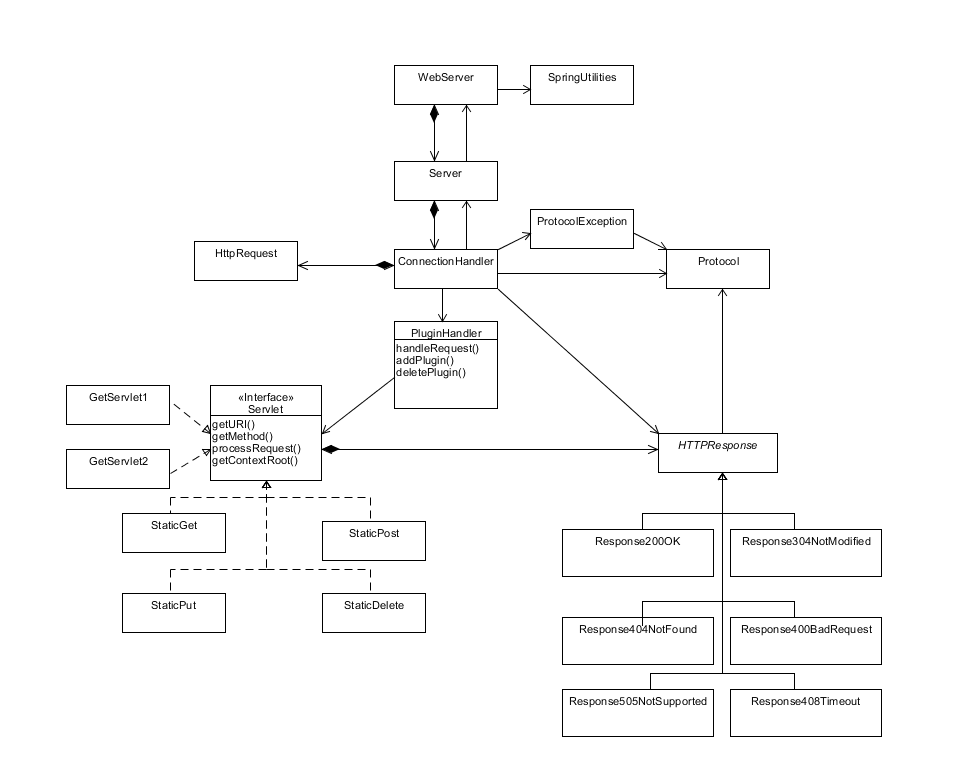 WebServer
SpringUtilities
Server
ProtocolException
HttpRequest
ConnectionHandler
Protocol
PluginHandler
handleRequest()
addPlugin()
deletePlugin()
GetServlet1
«Interface»
Servlet
getURI()
getMethod()
processRequest()
getContextRoot()
GetServlet2
HTTPResponse
StaticGet
StaticPost
Response200OK
Response304NotModified
StaticPut
StaticDelete
Response404NotFound
Response400BadRequest
Response505NotSupported
Response408Timeout